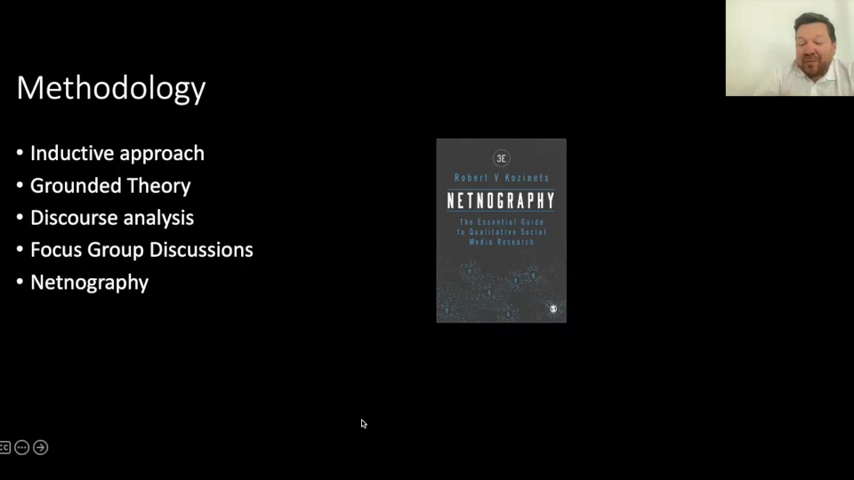 Methodology
• Inductive approach
• Grounded Theory
• Discourse analysis
• Focus Group Discussions
• Netnography
3E
Robert V Kozinets
NETNOGRAPHY
The Essential Guide
to Qualitative Social
Media Research
CC